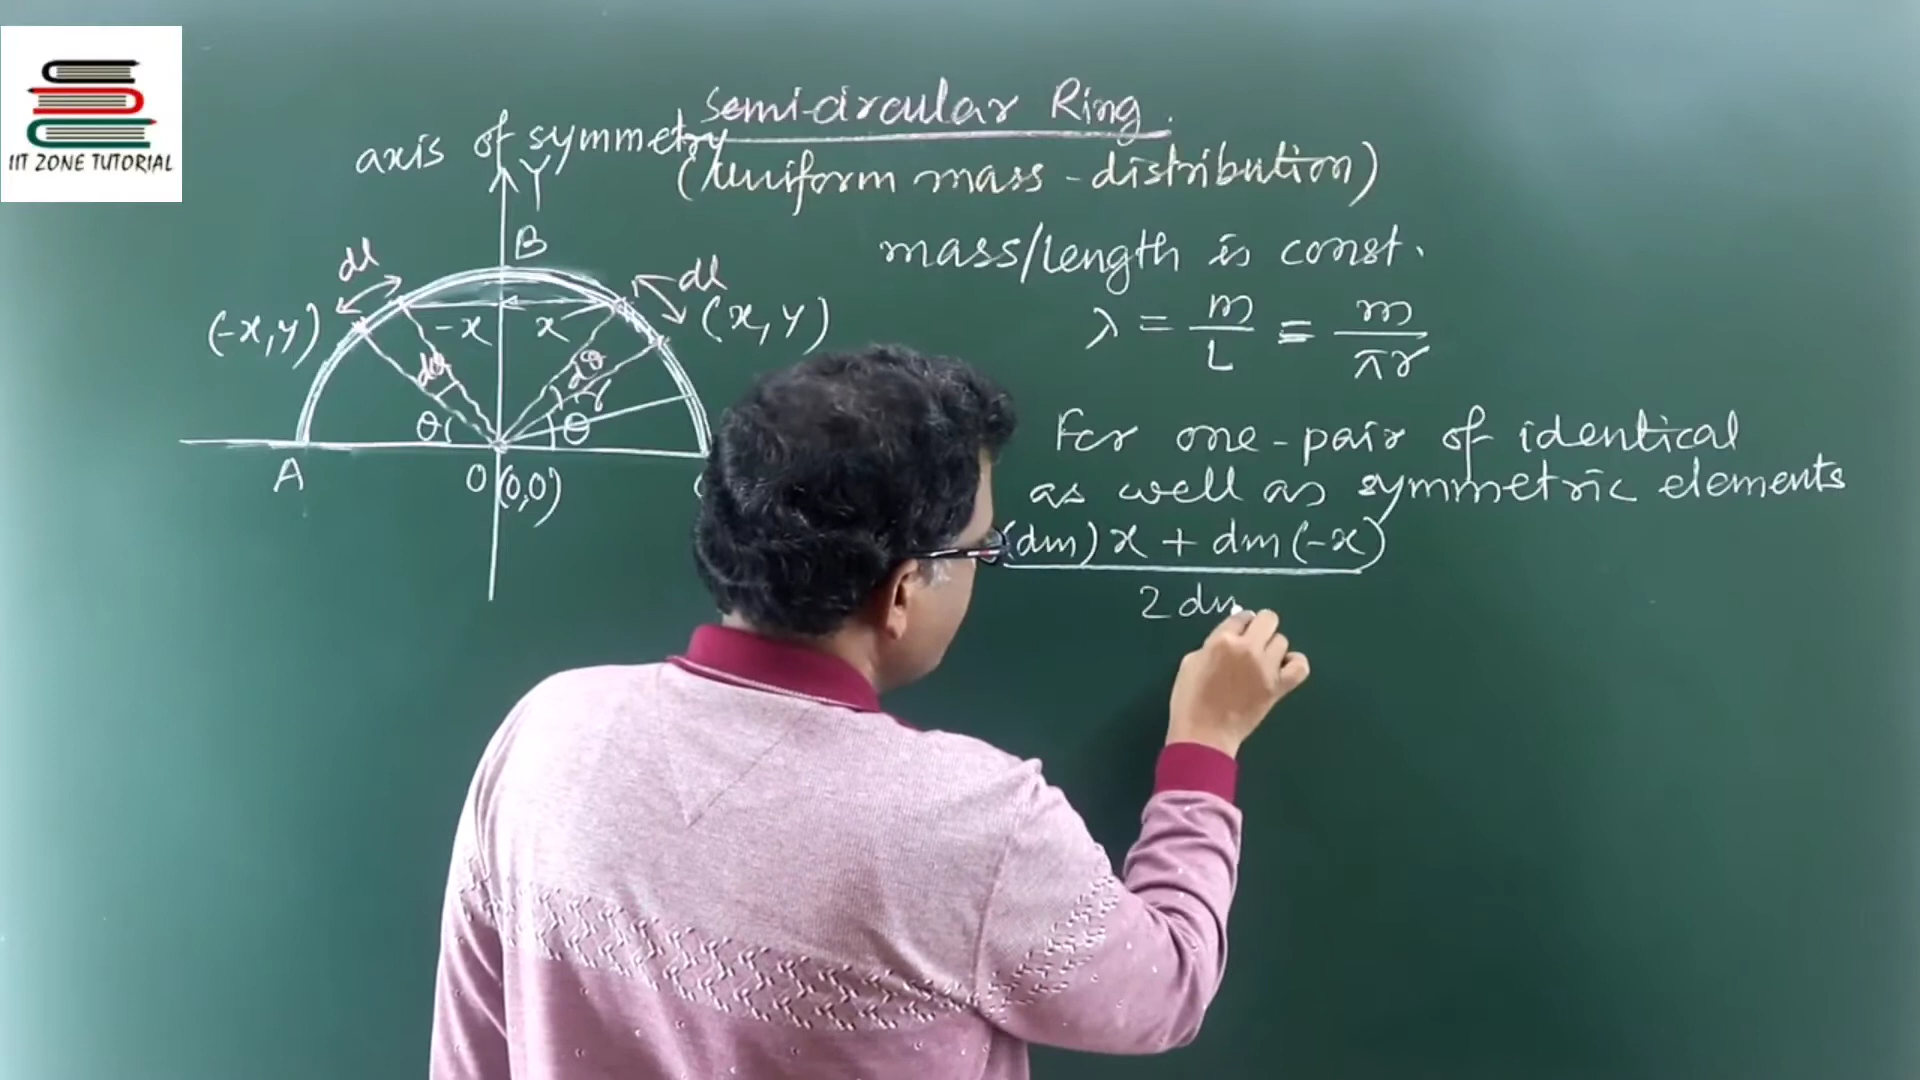 IIT ZONE TUTORIAL
Semi-circular Ring.
axis of symmetry
(Uniform mass-distribution)
Y
B
dl
dl
(-x,y)
-x
x
(x,y)
mass/length is const.
λ = m/L = m/πr
dθ
dθ
r
θ
θ
A
O (0,0)
For one-pair of identical
as well as symmetric elements
(dm)x + dm(-x)
2dm